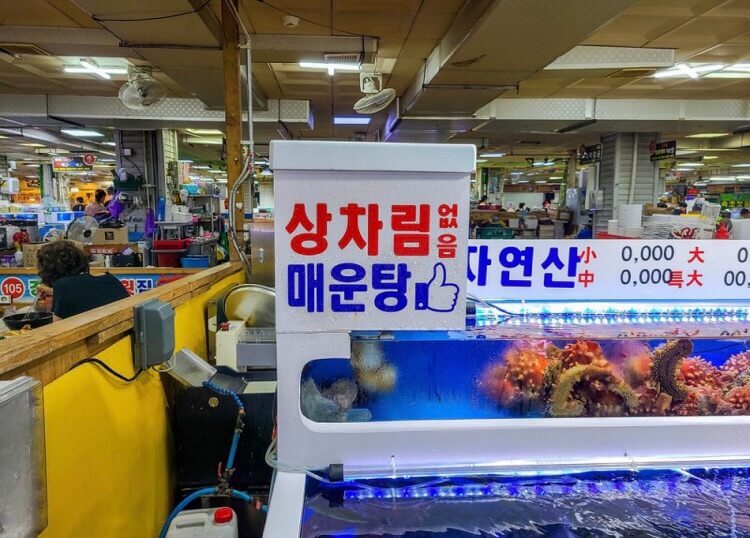 상차림 없음
매운탕
자연산 小 0,000 大 0
中 0,000 특大 00,
105